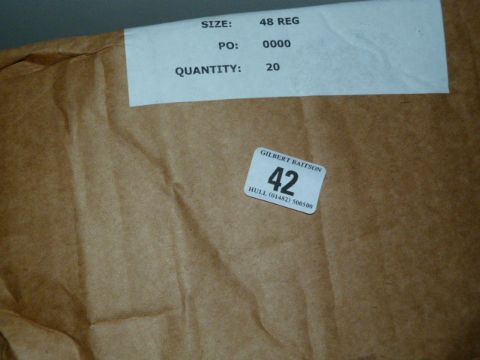 SIZE: 48 REG
PO: 0000
QUANTITY: 20
GILBERT BAITSON
42
HULL (01482) 500500